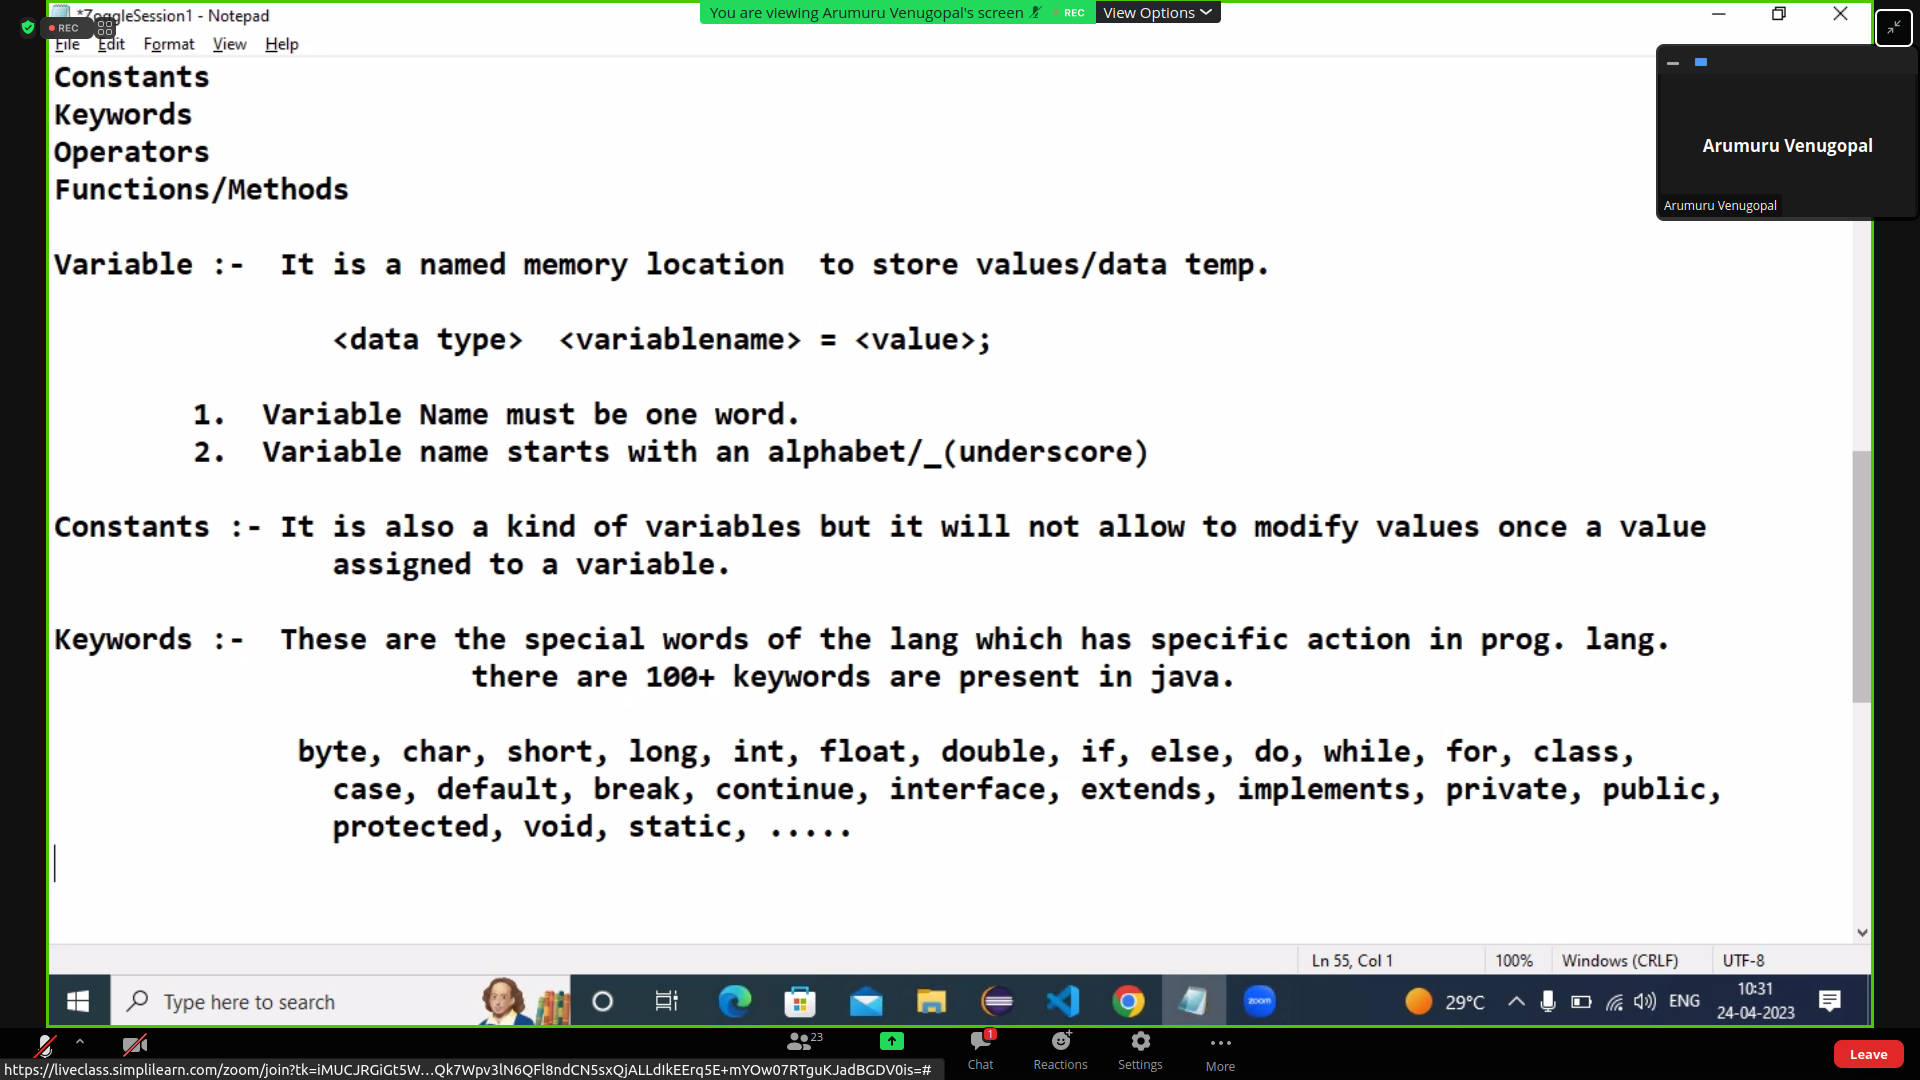 *ZoggleSession1 - Notepad
You are viewing Arumuru Venugopal's screen REC View Options
REC
File Edit Format View Help
Constants
Keywords
Operators
Functions/Methods
Arumuru Venugopal
Arumuru Venugopal
Variable :- It is a named memory location to store values/data temp.
<data type> <variablename> = <value>;
1. Variable Name must be one word.
2. Variable name starts with an alphabet/_(underscore)
Constants :- It is also a kind of variables but it will not allow to modify values once a value
assigned to a variable.
Keywords :- These are the special words of the lang which has specific action in prog. lang.
there are 100+ keywords are present in java.
byte, char, short, long, int, float, double, if, else, do, while, for, class,
case, default, break, continue, interface, extends, implements, private, public,
protected, void, static, .....
Ln 55, Col 1 100% Windows (CRLF) UTF-8
Type here to search
zoom
29°C ENG
10:31
24-04-2023
23
1
Chat Reactions Settings More
Leave
https://liveclass.simplilearn.com/zoom/join?tk=iMUCJRGiGt5W…Qk7Wpv3lN6QFl8ndCN5sxQjALLdIkEErq5E+mYOw07RTguKJadBGDV0is=#